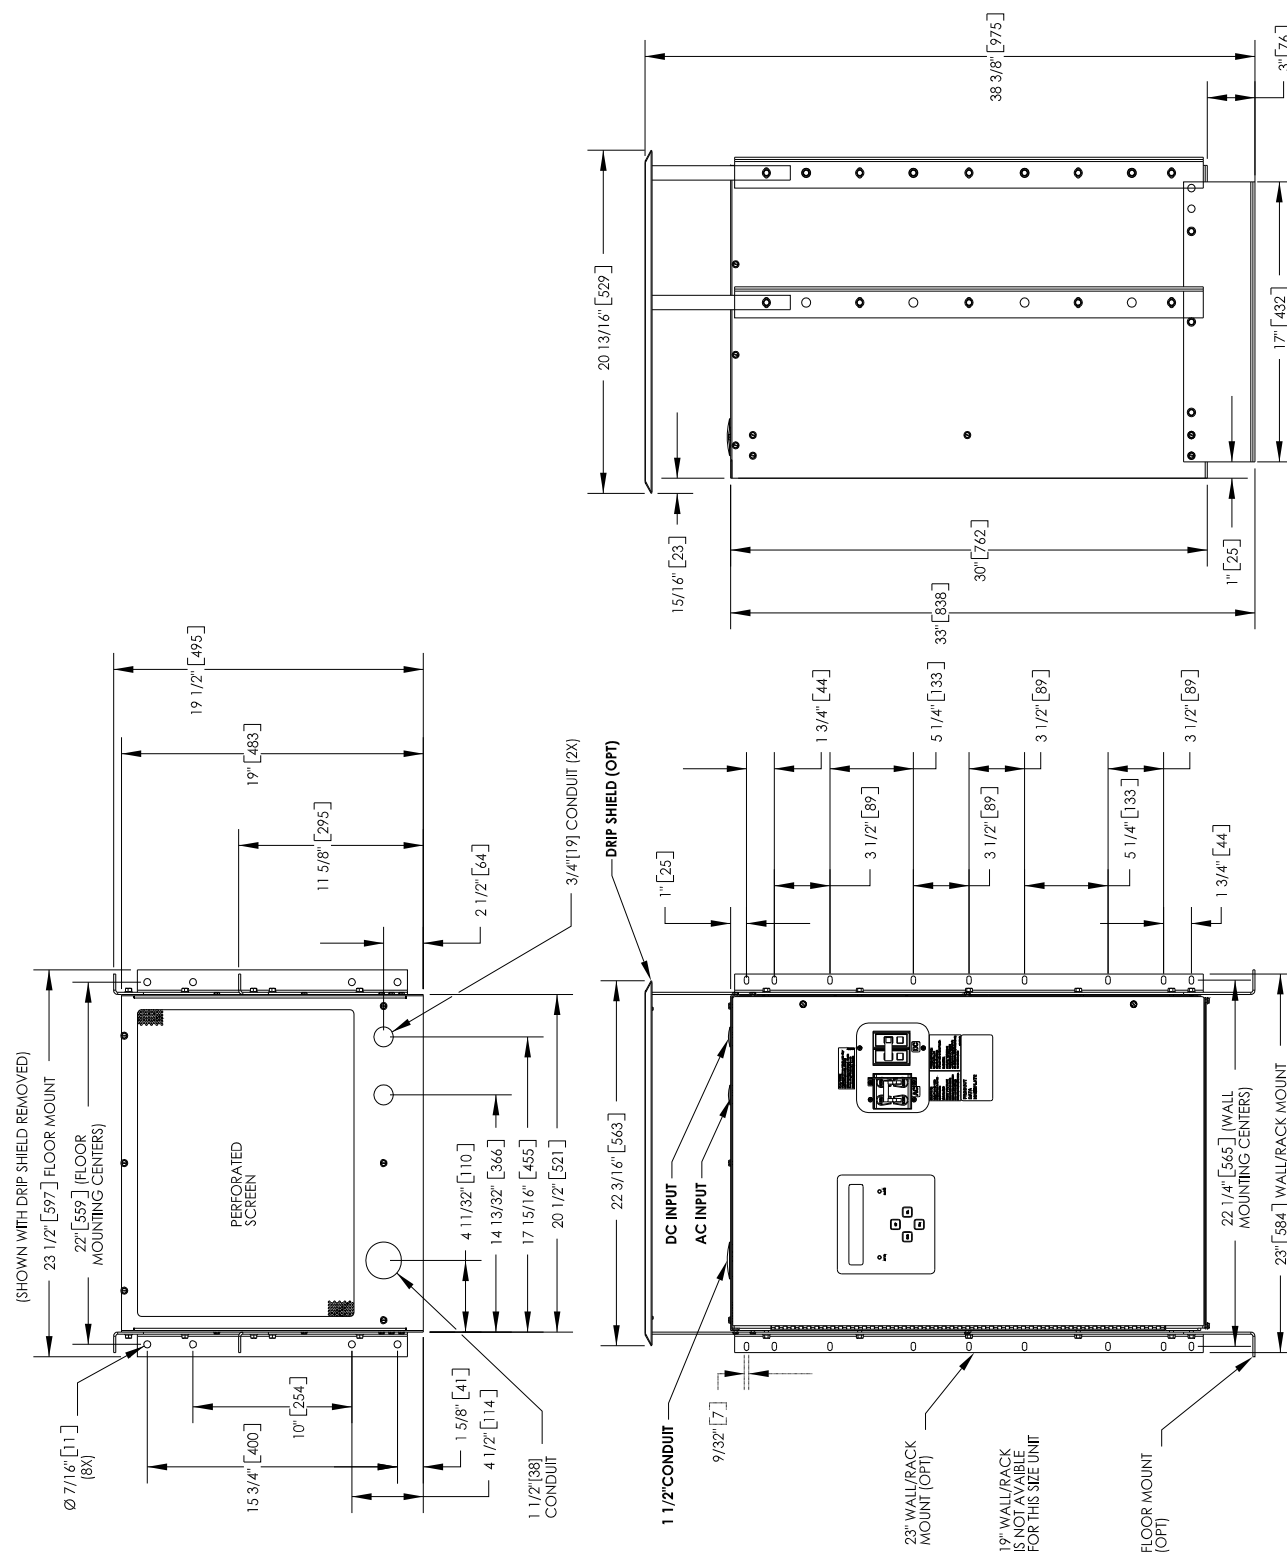 (SHOWN WITH DRIP SHIELD REMOVED)
23 1/2" [597] FLOOR MOUNT
22" [559] (FLOOR
MOUNTING CENTERS)
Ø 7/16" [11]
(8X)
15 3/4" [400]
10" [254]
1 5/8" [41]
4 1/2" [114]
1 1/2"[38]
CONDUIT
PERFORATED
SCREEN
4 11/32" [110]
14 13/32" [366]
17 15/16" [455]
20 1/2" [521]
19 1/2" [495]
19" [483]
11 5/8" [295]
2 1/2" [64]
3/4"[19] CONDUIT (2X)
DRIP SHIELD (OPT)
22 3/16" [563]
DC INPUT
AC INPUT
1 1/2"CONDUIT
9/32" [7]
23" WALL/RACK
MOUNT (OPT)
19" WALL/RACK
IS NOT AVAIBLE
FOR THIS SIZE UNIT
FLOOR MOUNT
(OPT)
1" [25]
1 3/4" [44]
3 1/2" [89]
5 1/4" [133]
3 1/2" [89]
3 1/2" [89]
5 1/4" [133]
3 1/2" [89]
1 3/4" [44]
22 1/4" [565] (WALL
MOUNTING CENTERS)
23" [584] WALL/RACK MOUNT
20 13/16" [529]
15/16" [23]
38 3/8" [975]
3" [76]
30" [762]
33" [838]
17" [432]
1" [25]